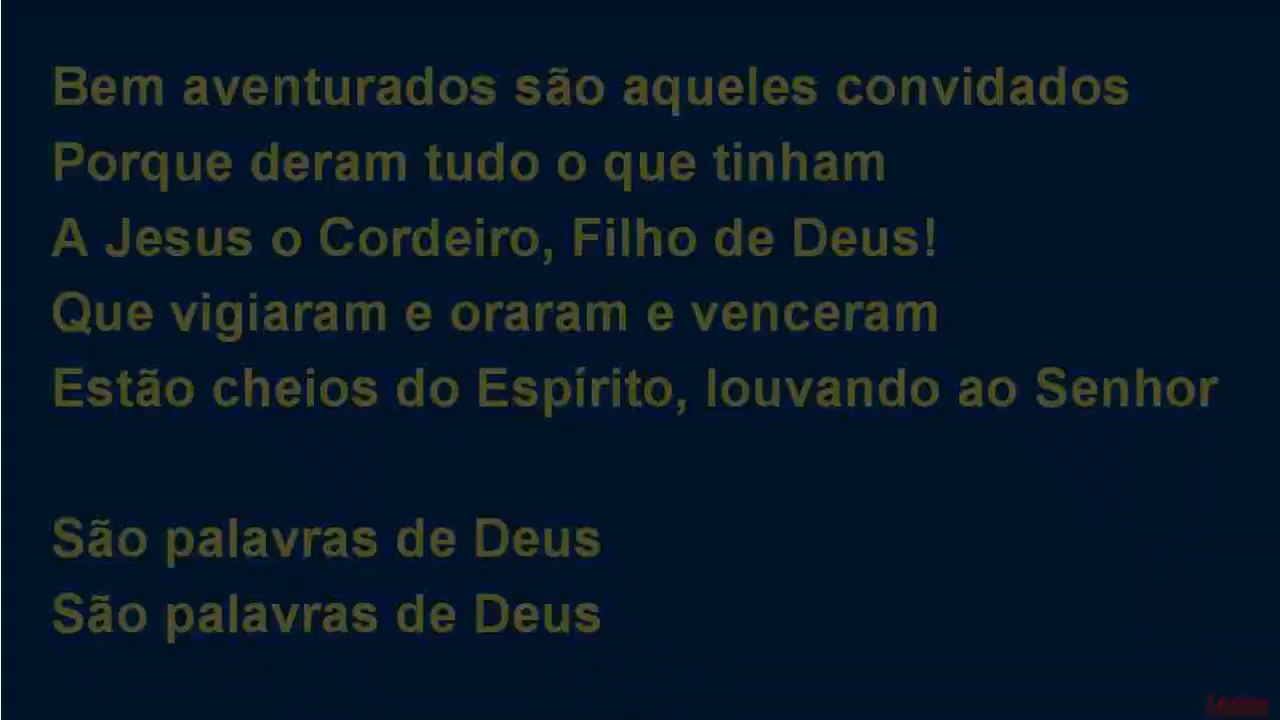 Bem aventurados são aqueles convidados
Porque deram tudo o que tinham
A Jesus o Cordeiro, Filho de Deus!
Que vigiaram e oraram e venceram
Estão cheios do Espírito, louvando ao Senhor
São palavras de Deus
São palavras de Deus